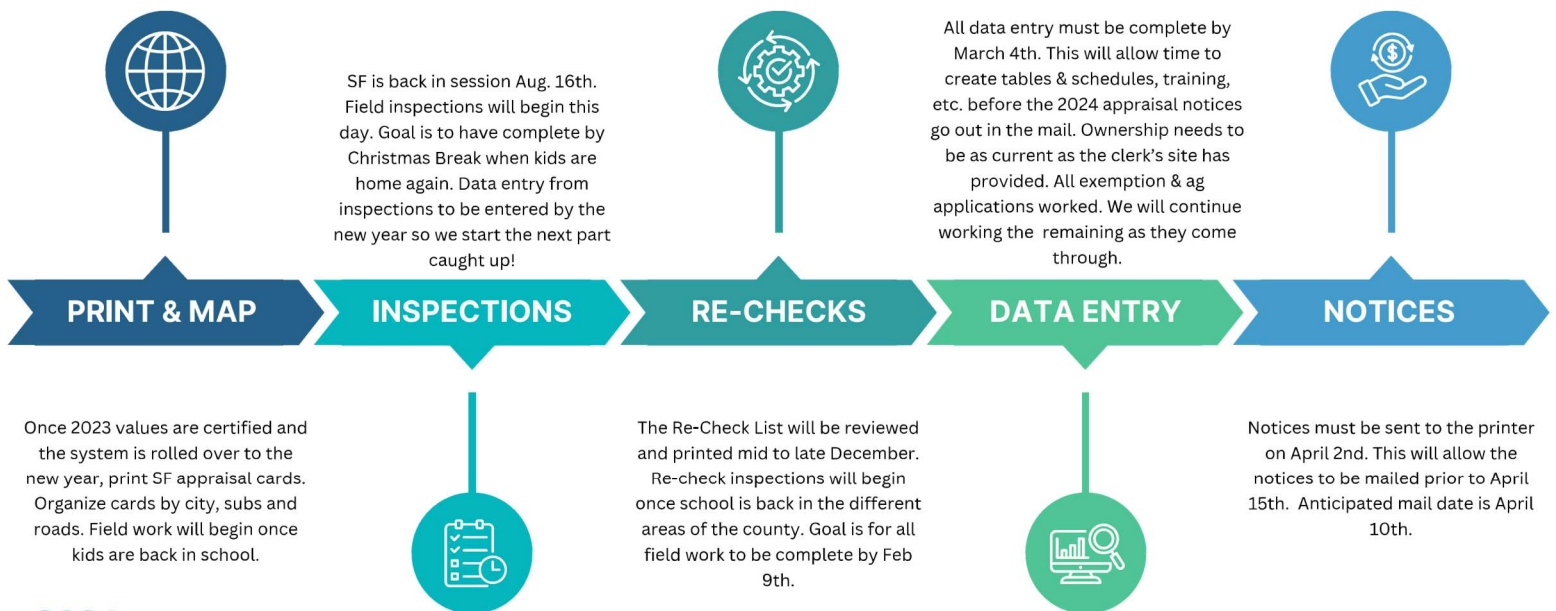 SF is back in session Aug. 16th.
Field inspections will begin this
day. Goal is to have complete by
Christmas Break when kids are
home again. Data entry from
inspections to be entered by the
new year so we start the next part
caught up!
All data entry must be complete by
March 4th. This will allow time to
create tables & schedules, training,
etc. before the 2024 appraisal notices
go out in the mail. Ownership needs to
be as current as the clerk's site has
provided. All exemption & ag
applications worked. We will continue
working the remaining as they come
through.
PRINT & MAP
INSPECTIONS
RE-CHECKS
DATA ENTRY
NOTICES
Once 2023 values are certified and
the system is rolled over to the
new year, print SF appraisal cards.
Organize cards by city, subs and
roads. Field work will begin once
kids are back in school.
The Re-Check List will be reviewed
and printed mid to late December.
Re-check inspections will begin
once school is back in the different
areas of the county. Goal is for all
field work to be complete by Feb
9th.
Notices must be sent to the printer
on April 2nd. This will allow the
notices to be mailed prior to April
15th. Anticipated mail date is April
10th.